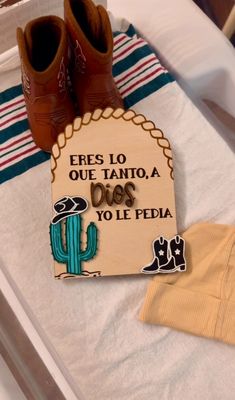 ERES LO
QUE TANTO, A
Dios
YO LE PEDIA